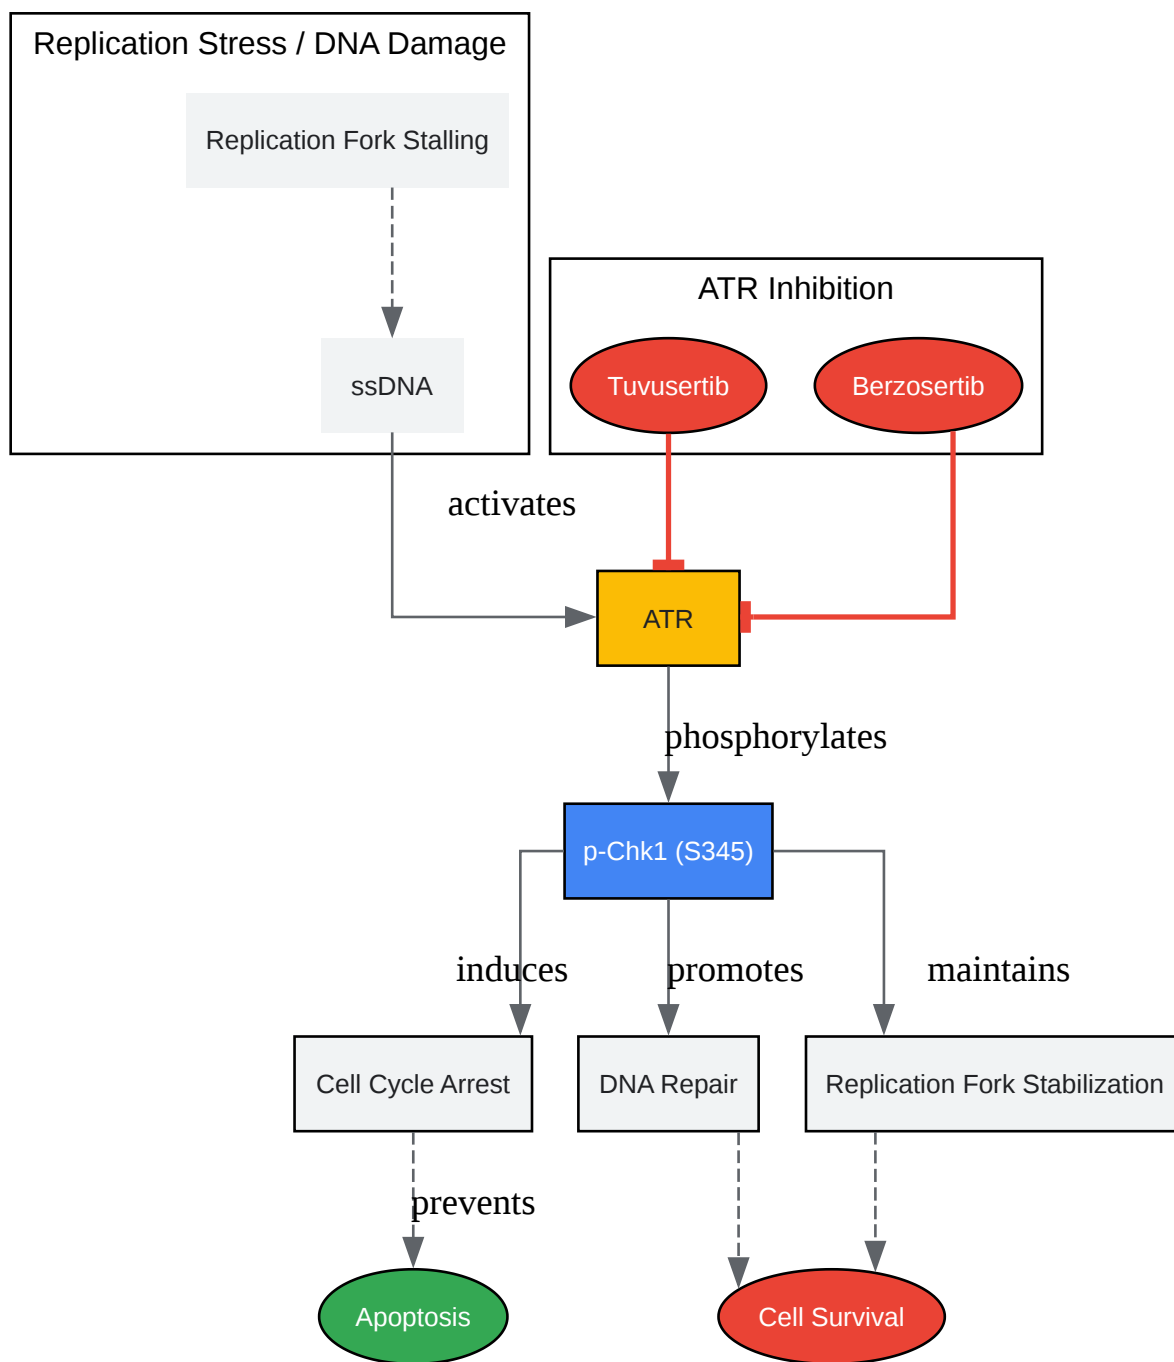 Replication Stress / DNA Damage
Replication Fork Stalling
ATR Inhibition
ssDNA
Tuvusertib
Berzosertib
activates
ATR
phosphorylates
p-Chk1 (S345)
induces
promotes
maintains
Cell Cycle Arrest
DNA Repair
Replication Fork Stabilization
prevents
Apoptosis
Cell Survival